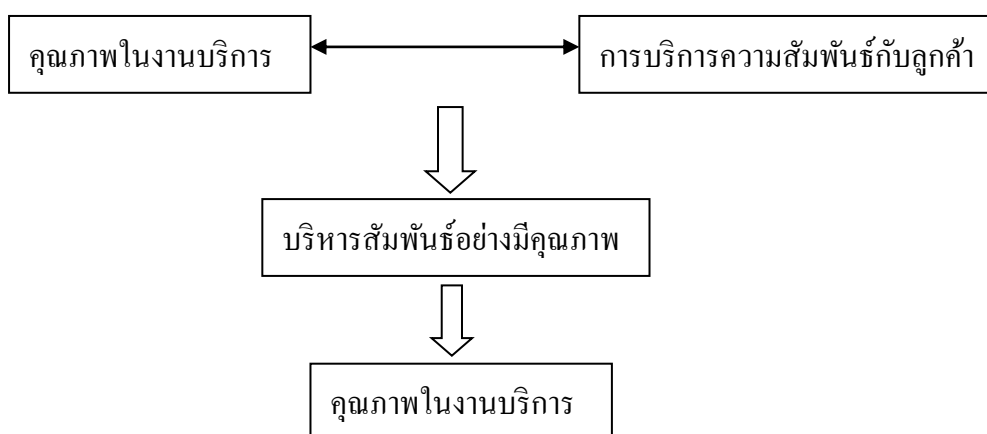 คุณภาพในงานบริการ
การบริการความสัมพันธ์กับลูกค้า
บริหารสัมพันธ์อย่างมีคุณภาพ
คุณภาพในงานบริการ